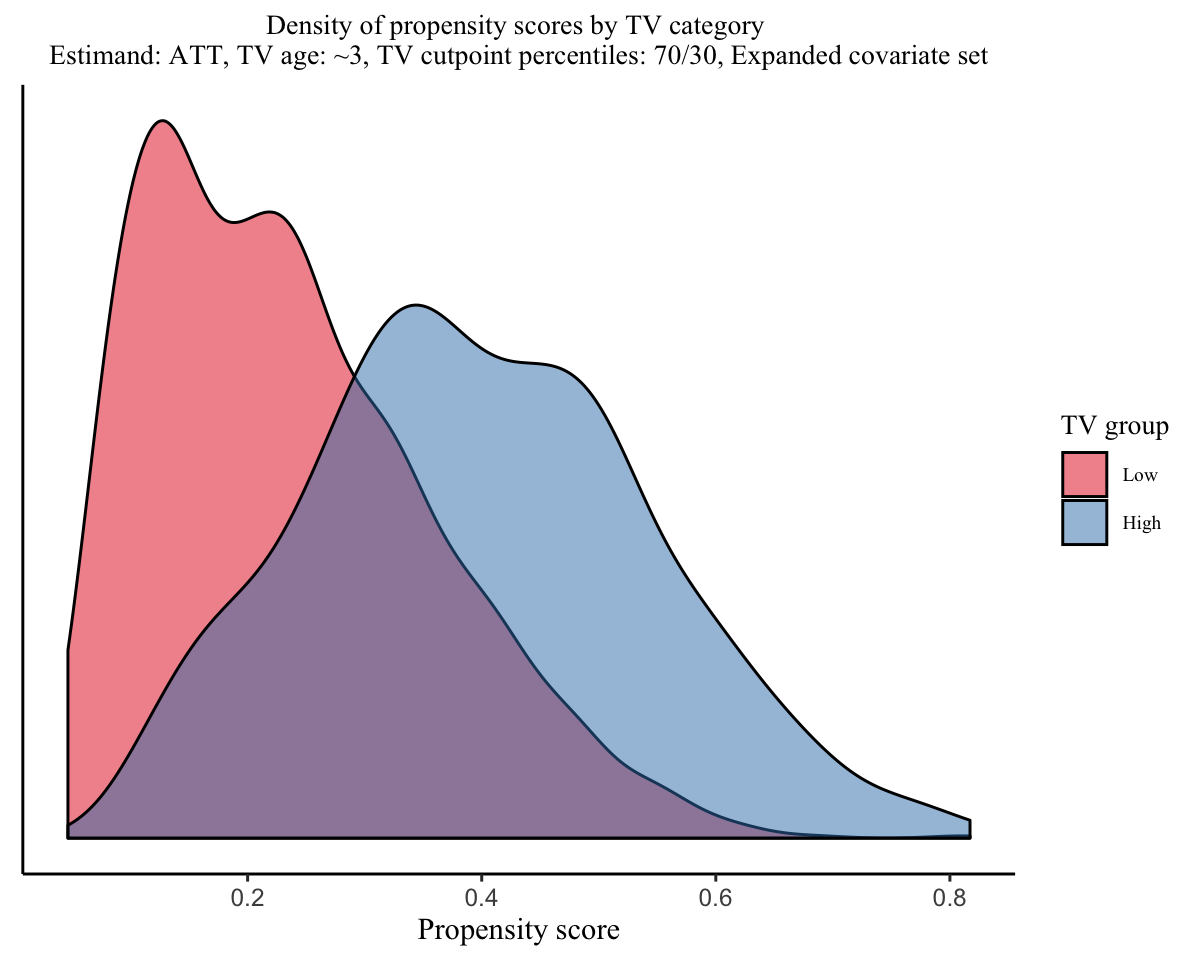 Density of propensity scores by TV category
Estimand: ATT, TV age: ~3, TV cutpoint percentiles: 70/30, Expanded covariate set
TV group
Low
High
0.2
0.4
0.6
0.8
Propensity score